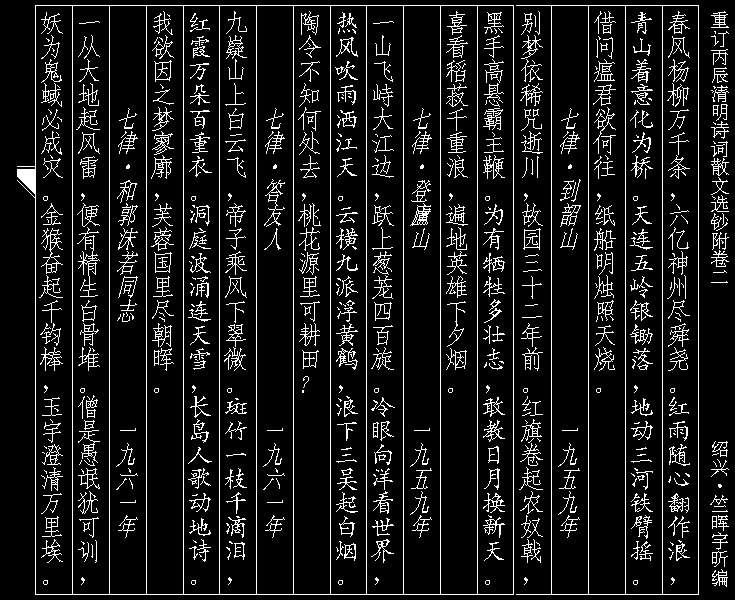 重订丙辰清明诗词散文选钞附卷二
绍兴·竺晖宇昕编
春风杨柳万千条，六亿神州尽舜尧。红雨随心翻作浪，
青山着意化为桥。天连五岭银锄落，地动三河铁臂摇。
借问瘟君欲何往，纸船明烛照天烧。
七律·到韶山 一九五九年
别梦依稀咒逝川，故园三十二年前。红旗卷起农奴戟，
黑手高悬霸主鞭。为有牺牲多壮志，敢教日月换新天。
喜看稻菽千重浪，遍地英雄下夕烟。
七律·登廬山 一九五九年
一山飞峙大江边，跃上葱茏四百旋。冷眼向洋看世界，
热风吹雨洒江天。云横九派浮黄鹤，浪下三吴起白烟。
陶令不知何处去，桃花源里可耕田？
七律·答友人 一九六一年
九嶷山上白云飞，帝子乘风下翠微。斑竹一枝千滴泪，
红霞万朵百重衣。洞庭波涌连天雪，长岛人歌动地诗。
我欲因之梦寥廓，芙蓉国里尽朝晖。
七律·和郭沫若同志 一九六一年
一从大地起风雷，便有精生白骨堆。僧是愚氓犹可训，
妖为鬼蜮必成灾。金猴奋起千钧棒，玉宇澄清万里埃。